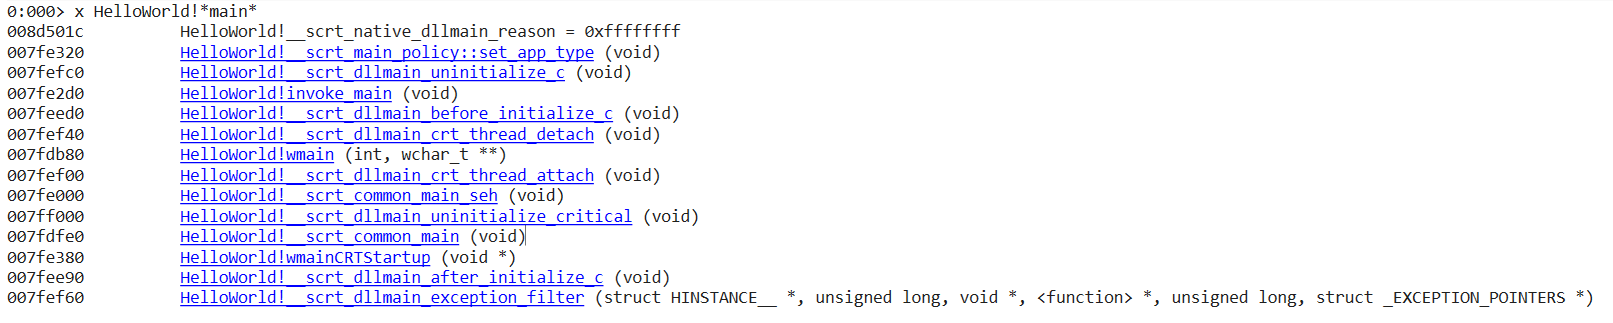 0:000> x HelloWorld!*main*
008d501c HelloWorld!__scrt_native_dllmain_reason = 0xffffffff
007fe320 HelloWorld!__scrt_main_policy::set_app_type (void)
007fefc0 HelloWorld!__scrt_dllmain_uninitialize_c (void)
007fe2d0 HelloWorld!invoke_main (void)
007feed0 HelloWorld!__scrt_dllmain_before_initialize_c (void)
007fef40 HelloWorld!__scrt_dllmain_crt_thread_detach (void)
007fdb80 HelloWorld!wmain (int, wchar_t **)
007fef00 HelloWorld!__scrt_dllmain_crt_thread_attach (void)
007fe000 HelloWorld!__scrt_common_main_seh (void)
007ff000 HelloWorld!__scrt_dllmain_uninitialize_critical (void)
007fdfe0 HelloWorld!__scrt_common_main (void)
007fe380 HelloWorld!wmainCRTStartup (void *)
007fee90 HelloWorld!__scrt_dllmain_after_initialize_c (void)
007fef60 HelloWorld!__scrt_dllmain_exception_filter (struct HINSTANCE__ *, unsigned long, void *, <function> *, unsigned long, struct _EXCEPTION_POINTERS *)